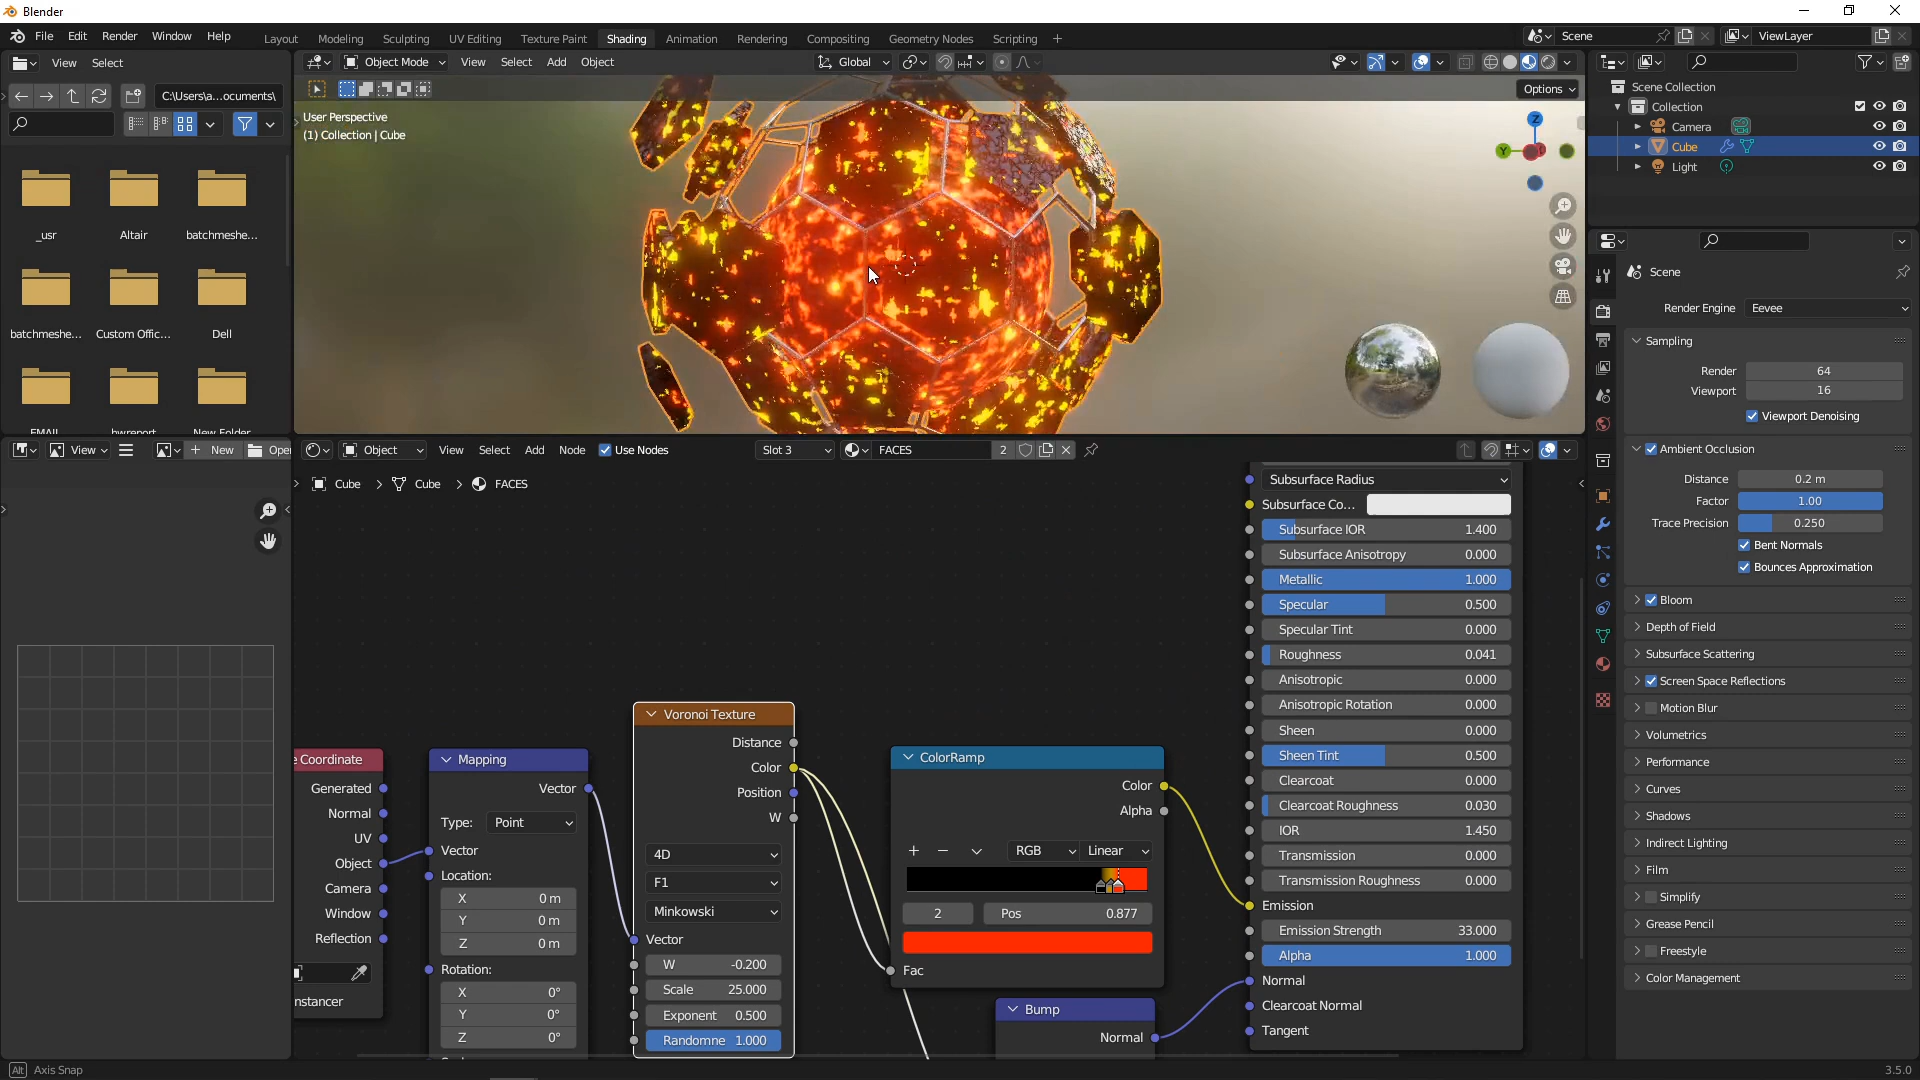 Blender
File Edit Render Window Help
Layout Modeling Sculpting UV Editing Texture Paint Shading Animation Rendering Compositing Geometry Nodes Scripting +
Scene
ViewLayer
View Select
C:\Users\a...ocuments\
_usr Altair batchmeshe...
batchmeshe... Custom Offic... Dell
EMAIL hwreport New Folder
Object Mode View Select Add Object
Global
Options
User Perspective
(1) Collection | Cube
Z
Y
Scene Collection
Collection
Camera
Cube
Light
Scene
Render Engine Eevee
Sampling
Render 64
Viewport 16
Viewport Denoising
Ambient Occlusion
Distance 0.2 m
Factor 1.00
Trace Precision 0.250
Bent Normals
Bounces Approximation
Bloom
Depth of Field
Subsurface Scattering
Screen Space Reflections
Motion Blur
Volumetrics
Performance
Curves
Shadows
Indirect Lighting
Film
Simplify
Grease Pencil
Freestyle
Color Management
View + New Ope
Object View Select Add Node Use Nodes
Slot 3
FACES 2
Cube > Cube > FACES
e Coordinate
Generated
Normal
UV
Object
Camera
Window
Reflection
nstancer
Mapping
Vector
Type: Point
Vector
Location:
X 0 m
Y 0 m
Z 0 m
Rotation:
X 0°
Y 0°
Z 0°
Voronoi Texture
Distance
Color
Position
W
4D
F1
Minkowski
Vector
W -0.200
Scale 25.000
Exponent 0.500
Randomne 1.000
ColorRamp
Color
Alpha
+ − RGB Linear
2 Pos 0.877
Fac
Bump
Normal
Subsurface Radius
Subsurface Co...
Subsurface IOR 1.400
Subsurface Anisotropy 0.000
Metallic 1.000
Specular 0.500
Specular Tint 0.000
Roughness 0.041
Anisotropic 0.000
Anisotropic Rotation 0.000
Sheen 0.000
Sheen Tint 0.500
Clearcoat 0.000
Clearcoat Roughness 0.030
IOR 1.450
Transmission 0.000
Transmission Roughness 0.000
Emission
Emission Strength 33.000
Alpha 1.000
Normal
Clearcoat Normal
Tangent
Alt Axis Snap
3.5.0